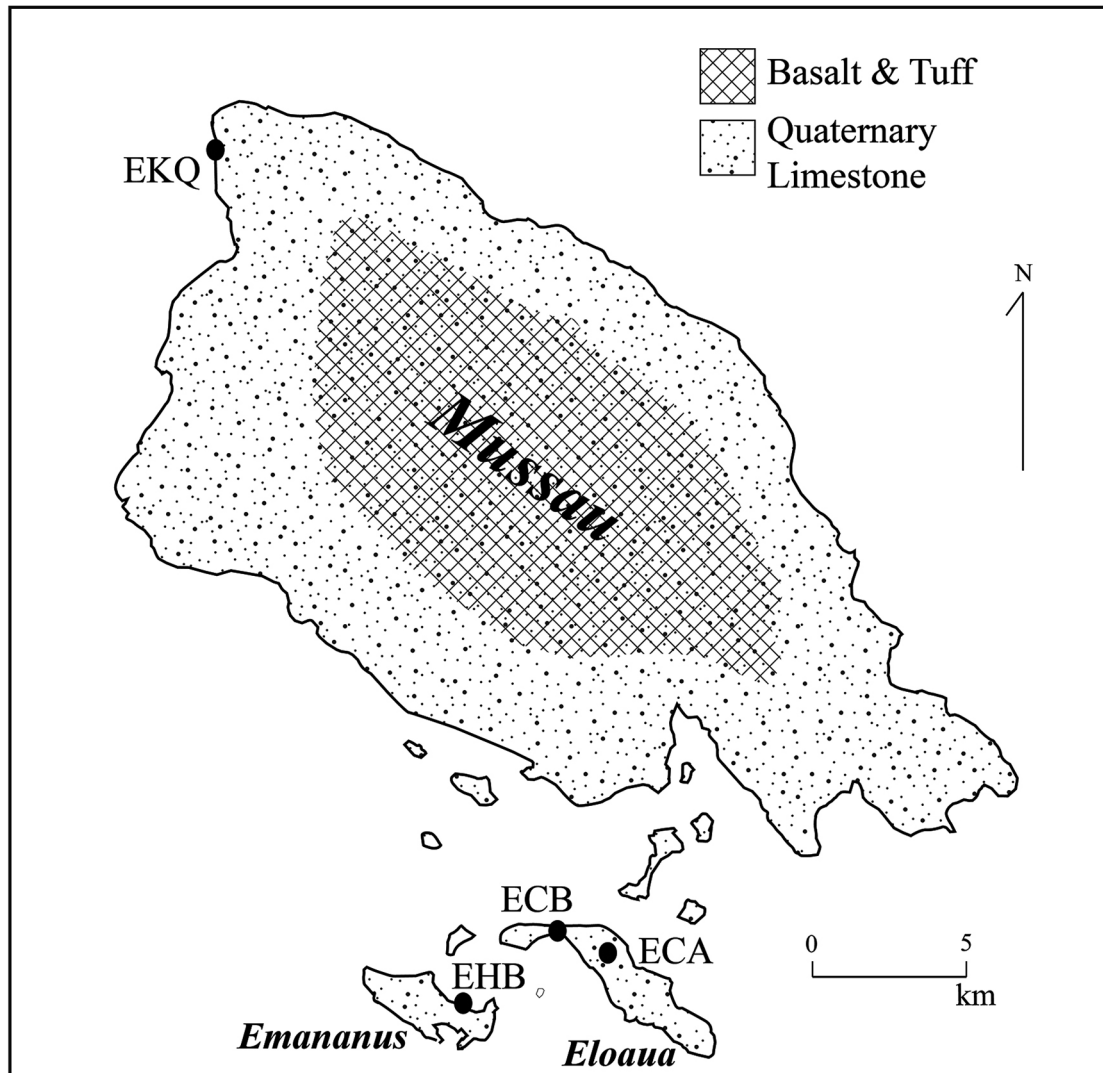 Basalt & Tuff
Quaternary
Limestone
EKQ
N
Mussau
ECB
ECA
0 5
km
EHB
Emananus
Eloaua